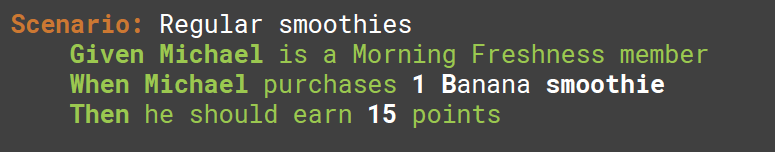 Scenario: Regular smoothies
Given Michael is a Morning Freshness member
When Michael purchases 1 Banana smoothie
Then he should earn 15 points